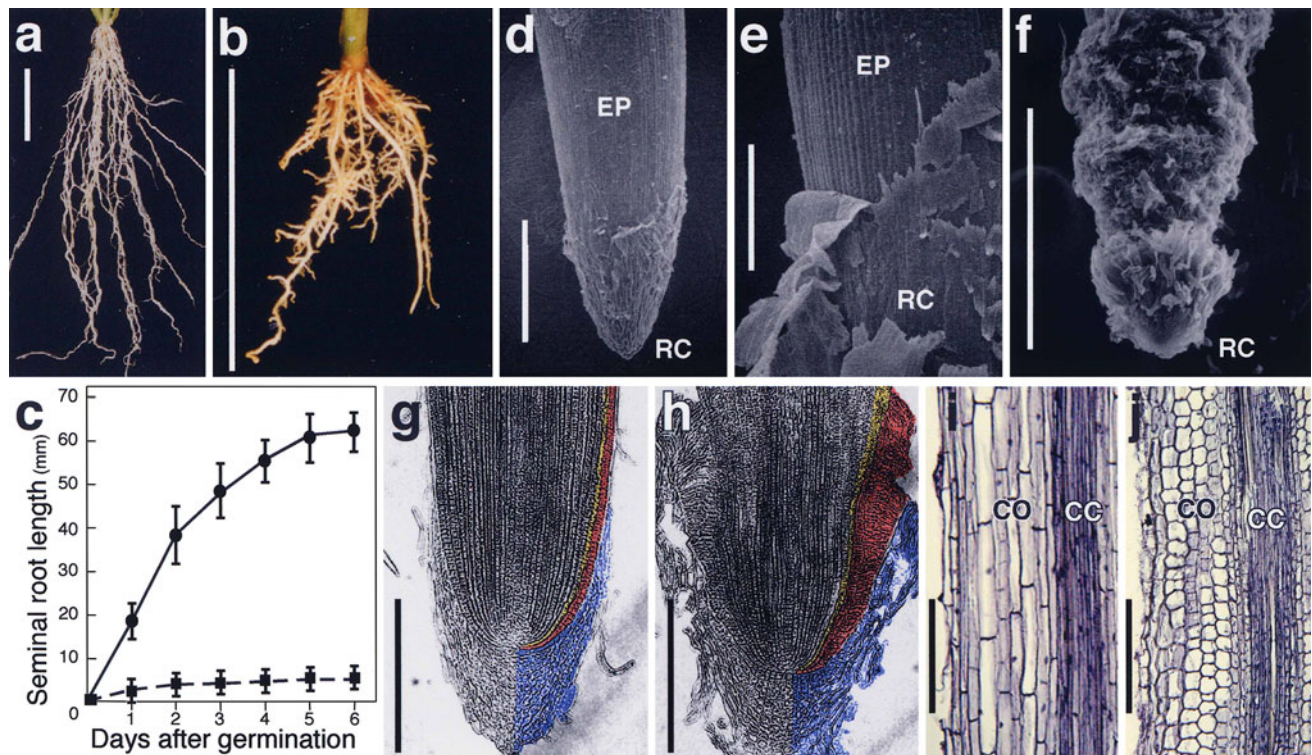 a
b
d
EP
RC
e
EP
RC
f
RC
c
70
60
50
40
30
20
10
0
Seminal root length (mm)
1 2 3 4 5 6
Days after germination
g
h
CO CC
CO CC